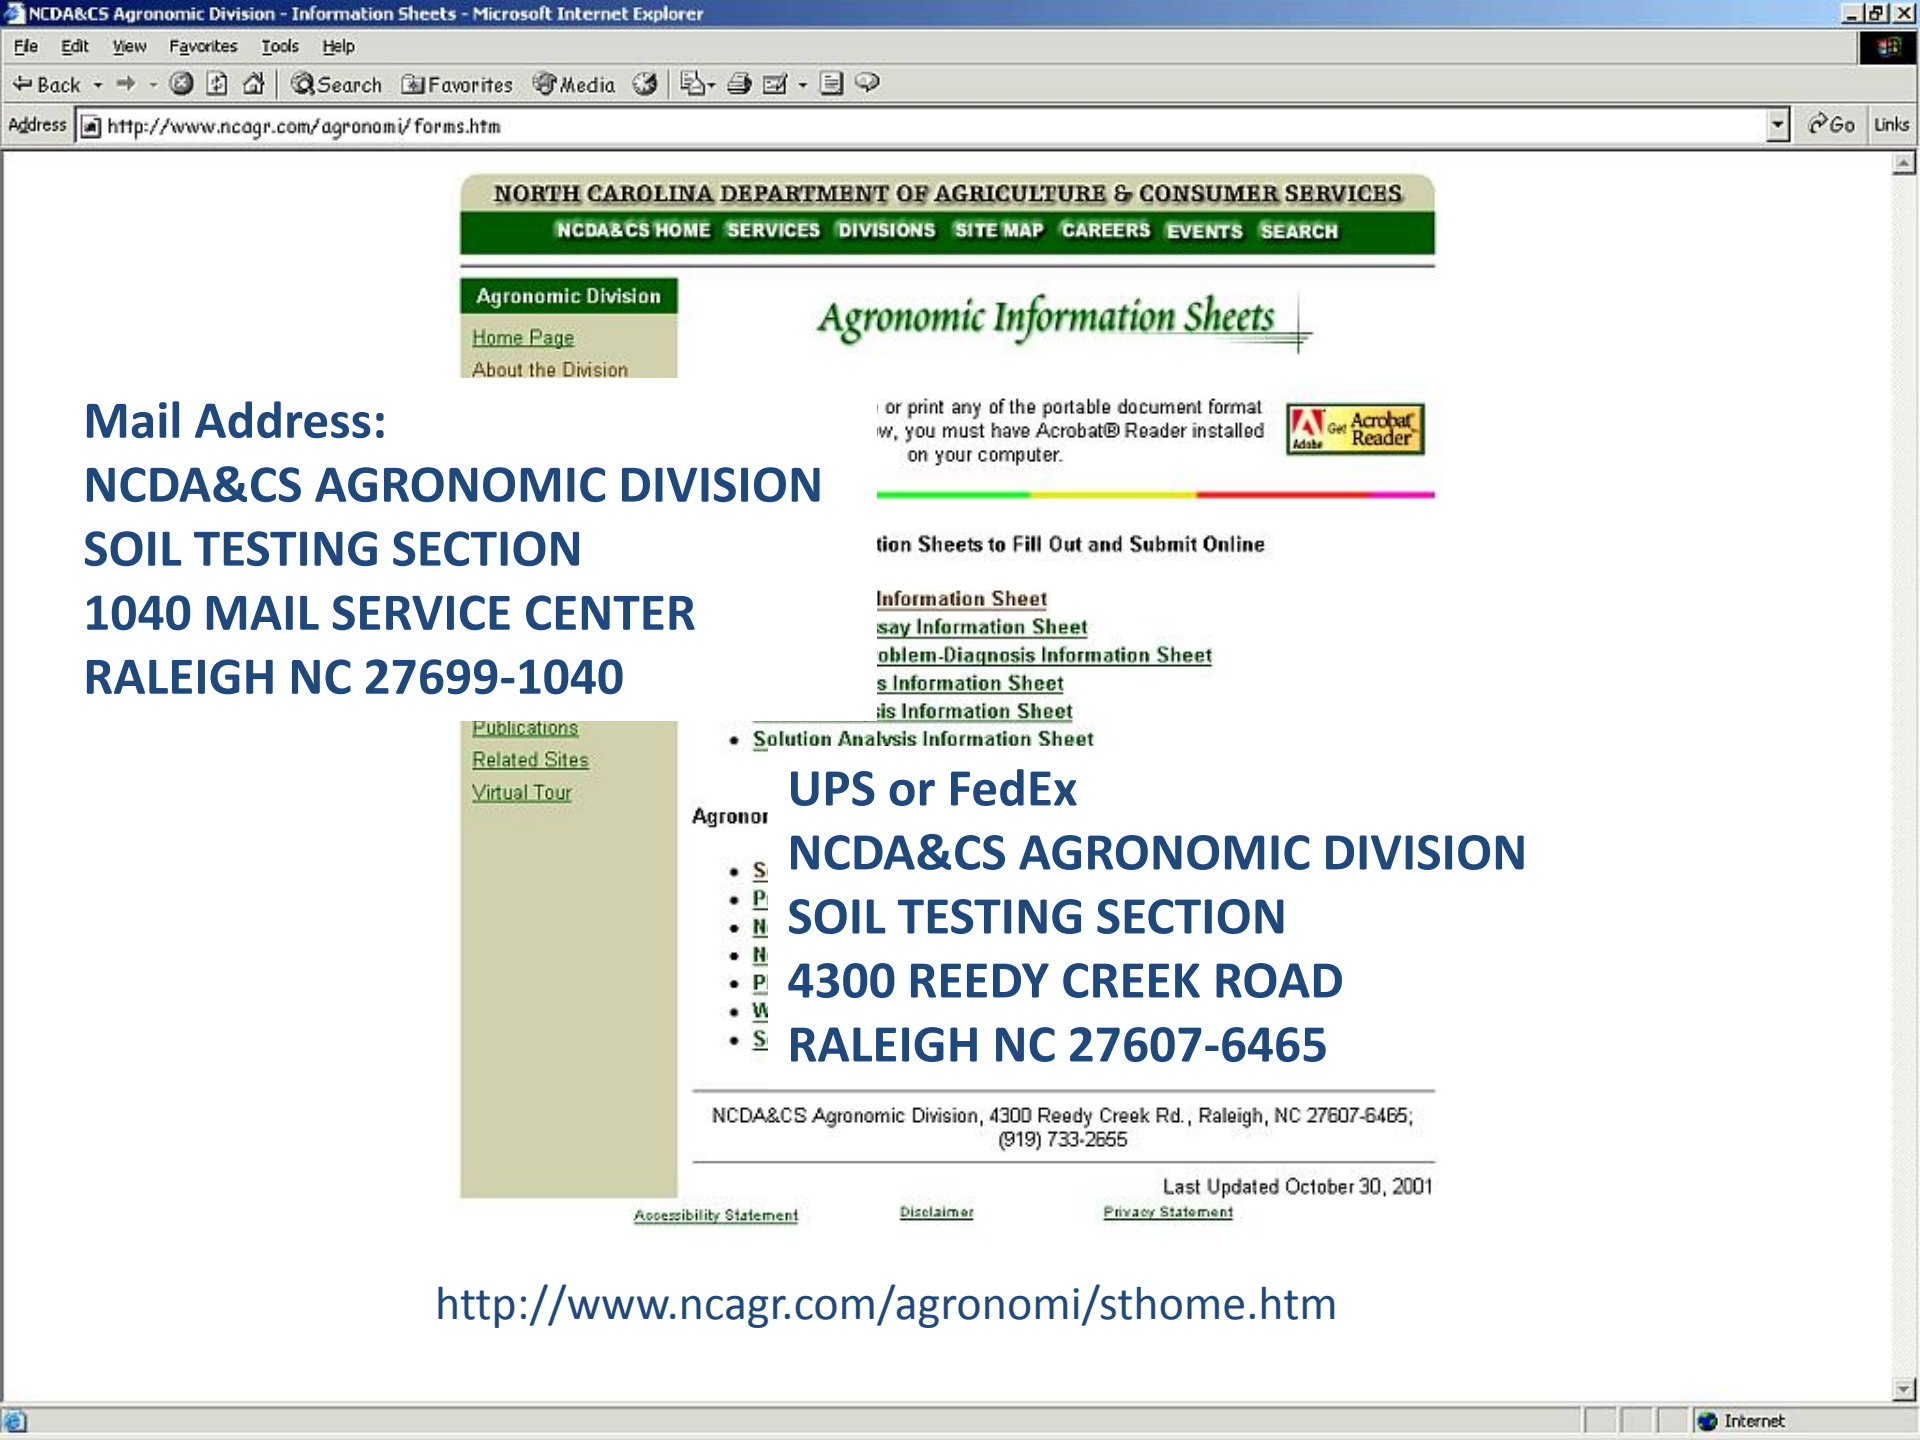 NCDA&CS Agronomic Division - Information Sheets - Microsoft Internet Explorer
File Edit View Favorites Tools Help
Back Search Favorites Media
Address http://www.ncagr.com/agronomi/forms.htm Go Links
NORTH CAROLINA DEPARTMENT OF AGRICULTURE & CONSUMER SERVICES
NCDA&CS HOME SERVICES DIVISIONS SITE MAP CAREERS EVENTS SEARCH
Agronomic Division
Home Page
About the Division
Agronomic Information Sheets
or print any of the portable document format
you must have Acrobat® Reader installed
on your computer.
Adobe Get Acrobat Reader
Mail Address:
NCDA&CS AGRONOMIC DIVISION
SOIL TESTING SECTION
1040 MAIL SERVICE CENTER
RALEIGH NC 27699-1040
Sheets to Fill Out and Submit Online
Information Sheet
Information Sheet
Information Sheet
Information Sheet
Information Sheet
Solution Analysis Information Sheet
Publications
Related Sites
Virtual Tour
UPS or FedEx
NCDA&CS AGRONOMIC DIVISION
SOIL TESTING SECTION
4300 REEDY CREEK ROAD
RALEIGH NC 27607-6465
NCDA&CS Agronomic Division, 4300 Reedy Creek Rd., Raleigh, NC 27607-6465;
(919) 733-2655
Last Updated October 30, 2001
Accessibility Statement Disclaimer Privacy Statement
http://www.ncagr.com/agronomi/sthome.htm
Internet